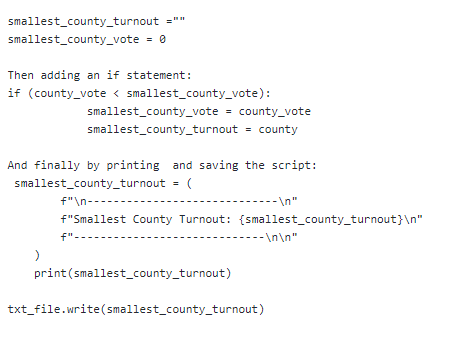 smallest_county_turnout =""
smallest_county_vote = 0

Then adding an if statement:
if (county_vote < smallest_county_vote):
            smallest_county_vote = county_vote
            smallest_county_turnout = county

And finally by printing  and saving the script:
 smallest_county_turnout = (
        f"\n-----------------------------\n"
        f"Smallest County Turnout: {smallest_county_turnout}\n"
        f"-----------------------------\n\n"
    )
    print(smallest_county_turnout)

txt_file.write(smallest_county_turnout)